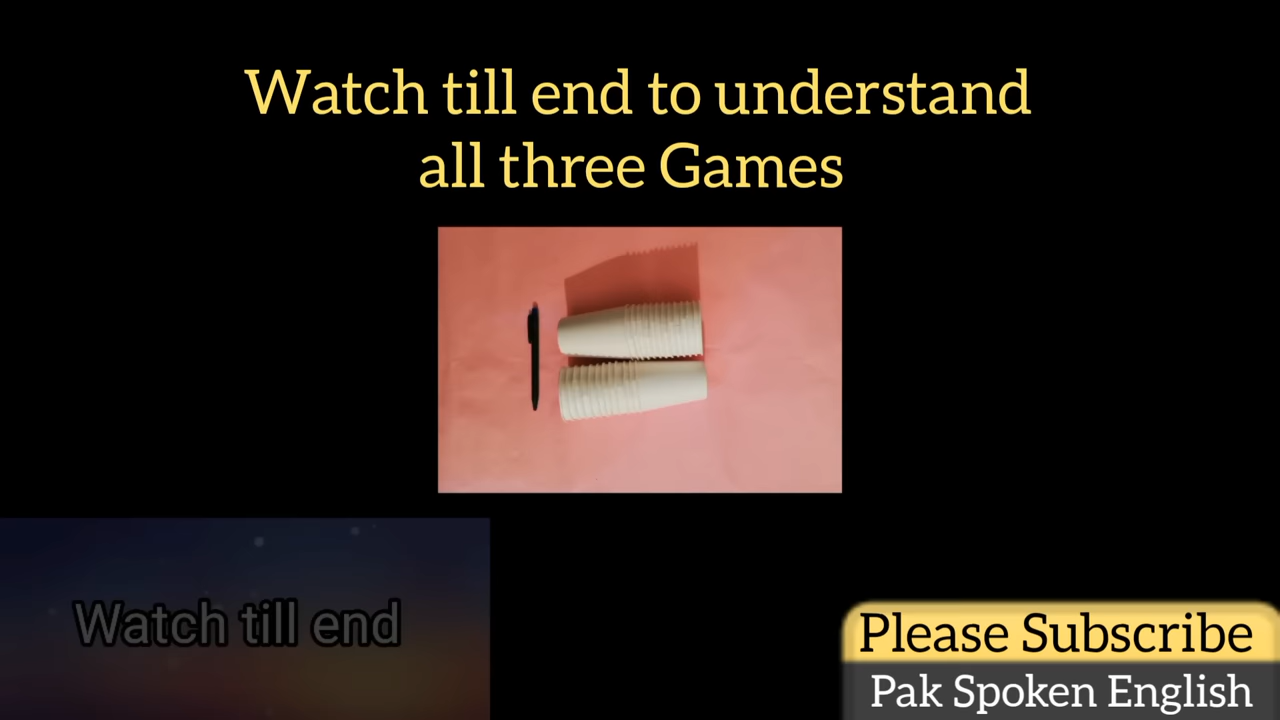 Watch till end to understand
all three Games
Watch till end
Please Subscribe
Pak Spoken English